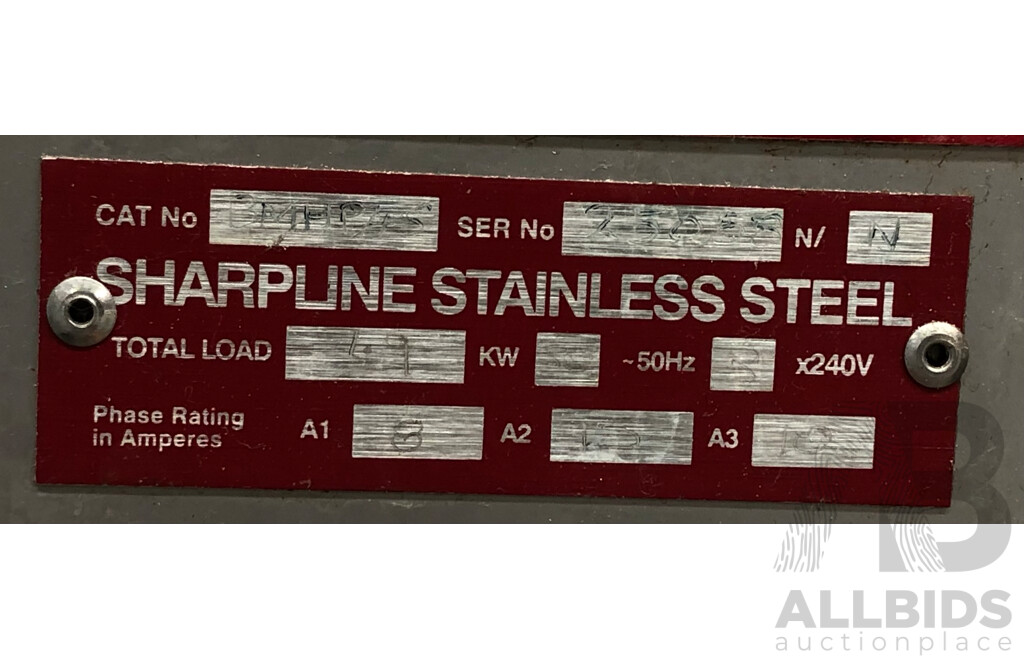 CAT No SER No N/ N
SHARPLINE STAINLESS STEEL
TOTAL LOAD KW ~50Hz x240V
Phase Rating
in Amperes A1 8 A2 A3
ALLBIDS
auctionplace